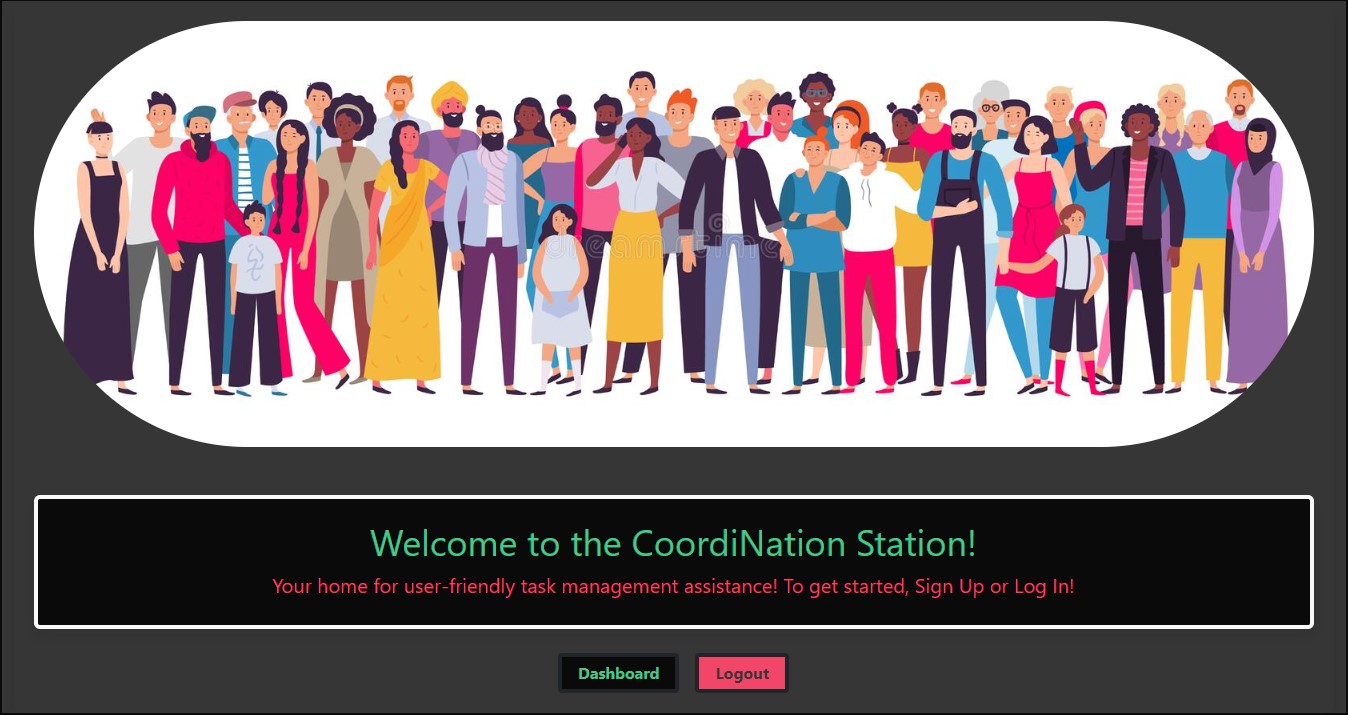 dreamstime
Welcome to the CoordiNation Station!
Your home for user-friendly task management assistance! To get started, Sign Up or Log In!
Dashboard
Logout